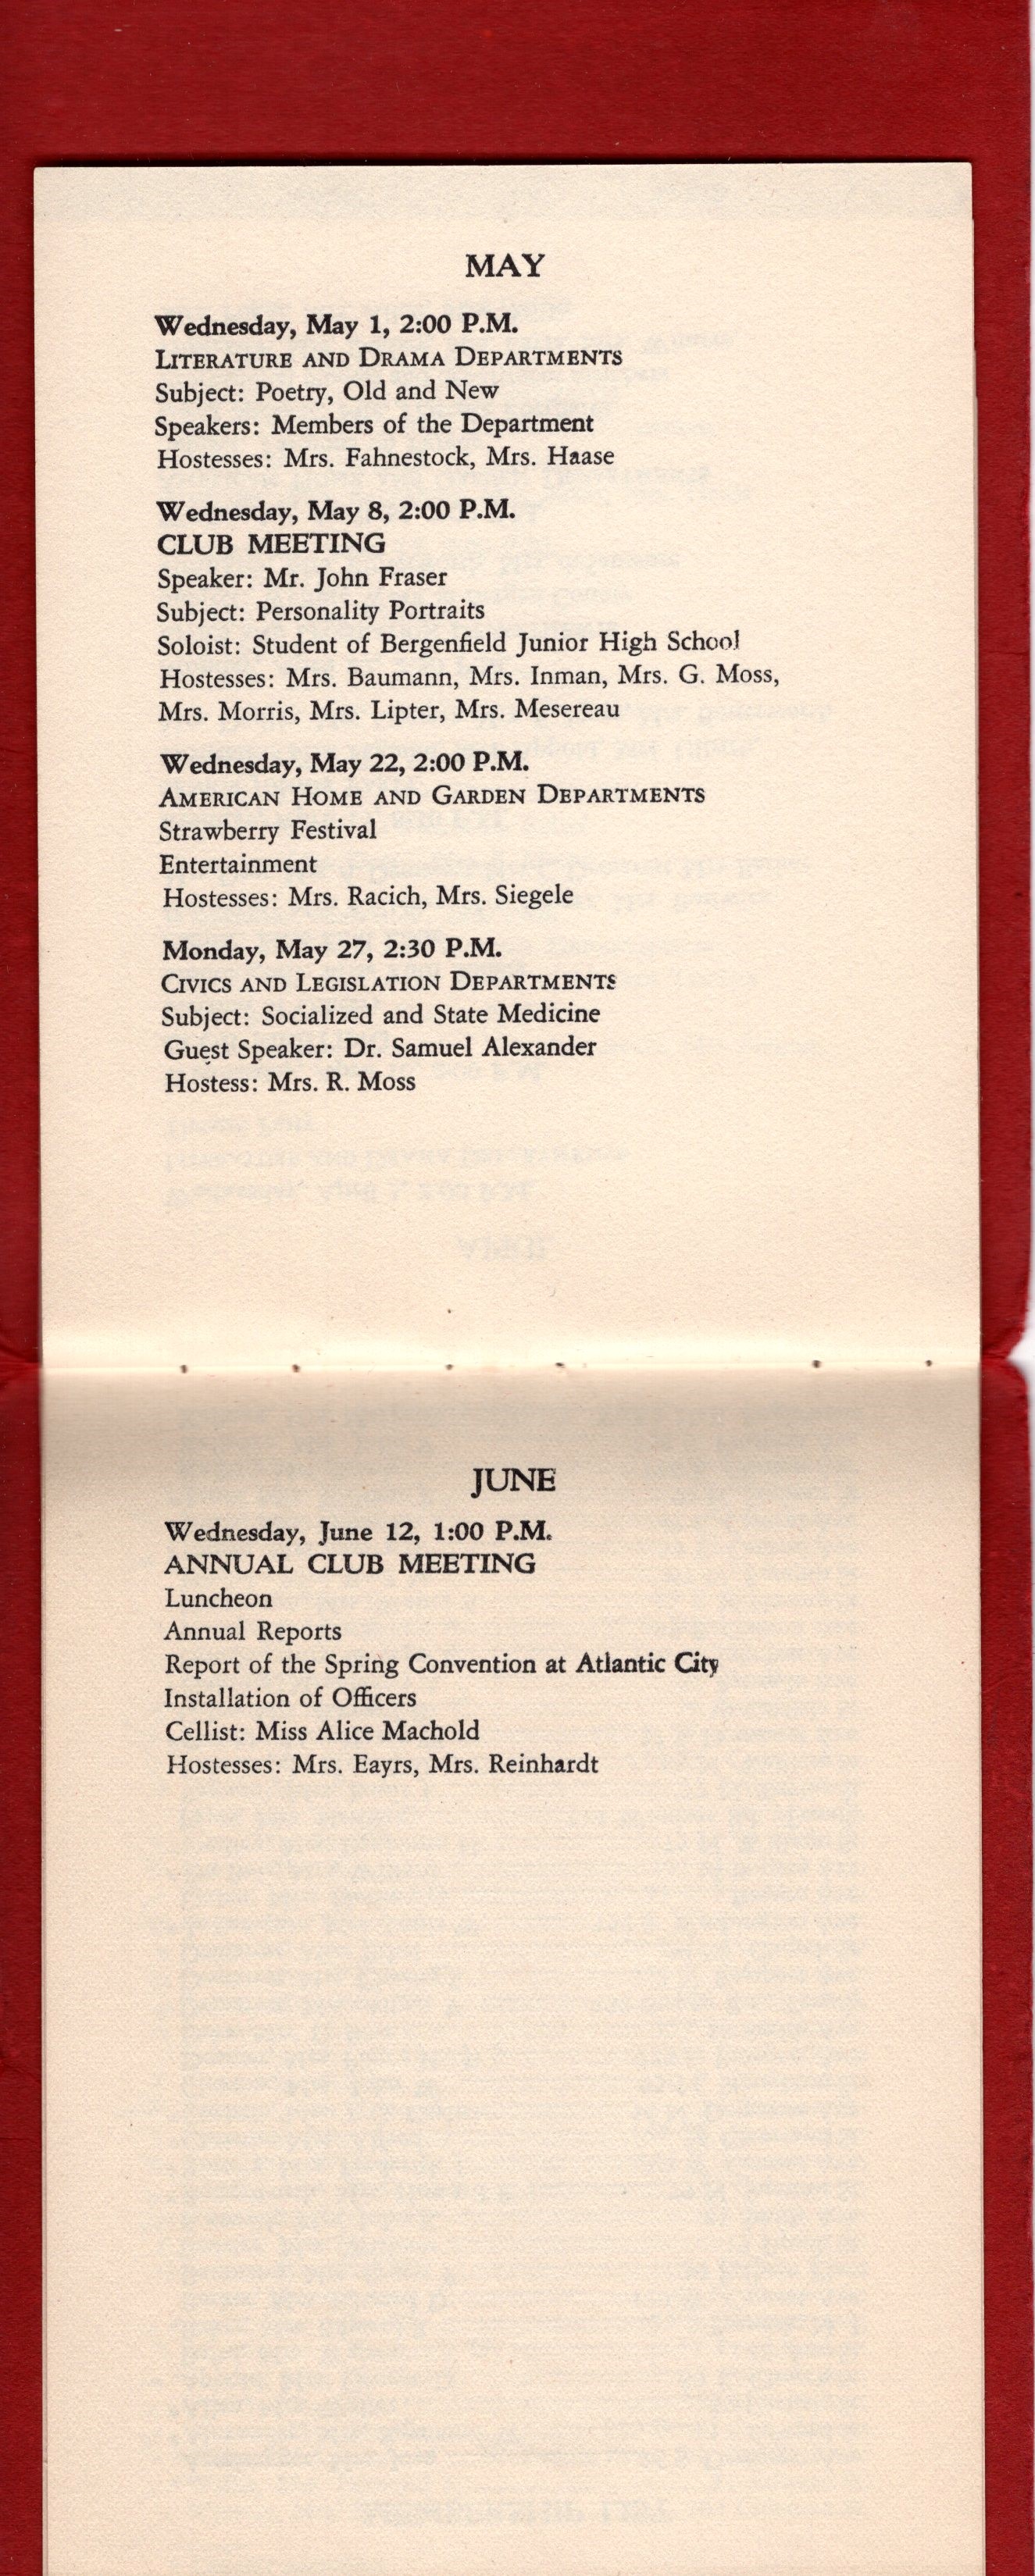 MAY
Wednesday, May 1, 2:00 P.M.
LITERATURE AND DRAMA DEPARTMENTS
Subject: Poetry, Old and New
Speakers: Members of the Department
Hostesses: Mrs. Fahnestock, Mrs. Haase
Wednesday, May 8, 2:00 P.M.
CLUB MEETING
Speaker: Mr. John Fraser
Subject: Personality Portraits
Soloist: Student of Bergenfield Junior High School
Hostesses: Mrs. Baumann, Mrs. Inman, Mrs. G. Moss,
Mrs. Morris, Mrs. Lipter, Mrs. Mesereau
Wednesday, May 22, 2:00 P.M.
AMERICAN HOME AND GARDEN DEPARTMENTS
Strawberry Festival
Entertainment
Hostesses: Mrs. Racich, Mrs. Siegele
Monday, May 27, 2:30 P.M.
CIVICS AND LEGISLATION DEPARTMENTS
Subject: Socialized and State Medicine
Guest Speaker: Dr. Samuel Alexander
Hostess: Mrs. R. Moss
JUNE
Wednesday, June 12, 1:00 P.M.
ANNUAL CLUB MEETING
Luncheon
Annual Reports
Report of the Spring Convention at Atlantic City
Installation of Officers
Cellist: Miss Alice Machold
Hostesses: Mrs. Eayrs, Mrs. Reinhardt